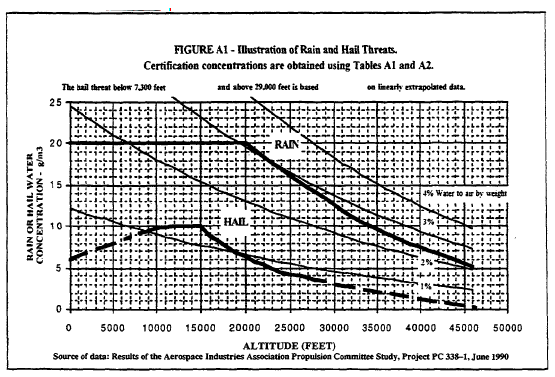 FIGURE A1 - Illustration of Rain and Hail Threats.
Certification concentrations are obtained using Tables A1 and A2.
The hail threat below 7,300 feet and above 29,000 feet is based on linearly extrapolated data.
25
20
15
10
5
0
RAIN OR HAIL WATER
CONCENTRATION - g/m3
RAIN
HAIL
4% Water to air by weight
3%
2%
1%
0 5000 10000 15000 20000 25000 30000 35000 40000 45000 50000
ALTITUDE (FEET)
Source of data: Results of the Aerospace Industries Association Propulsion Committee Study, Project PC 338-1, June 1990